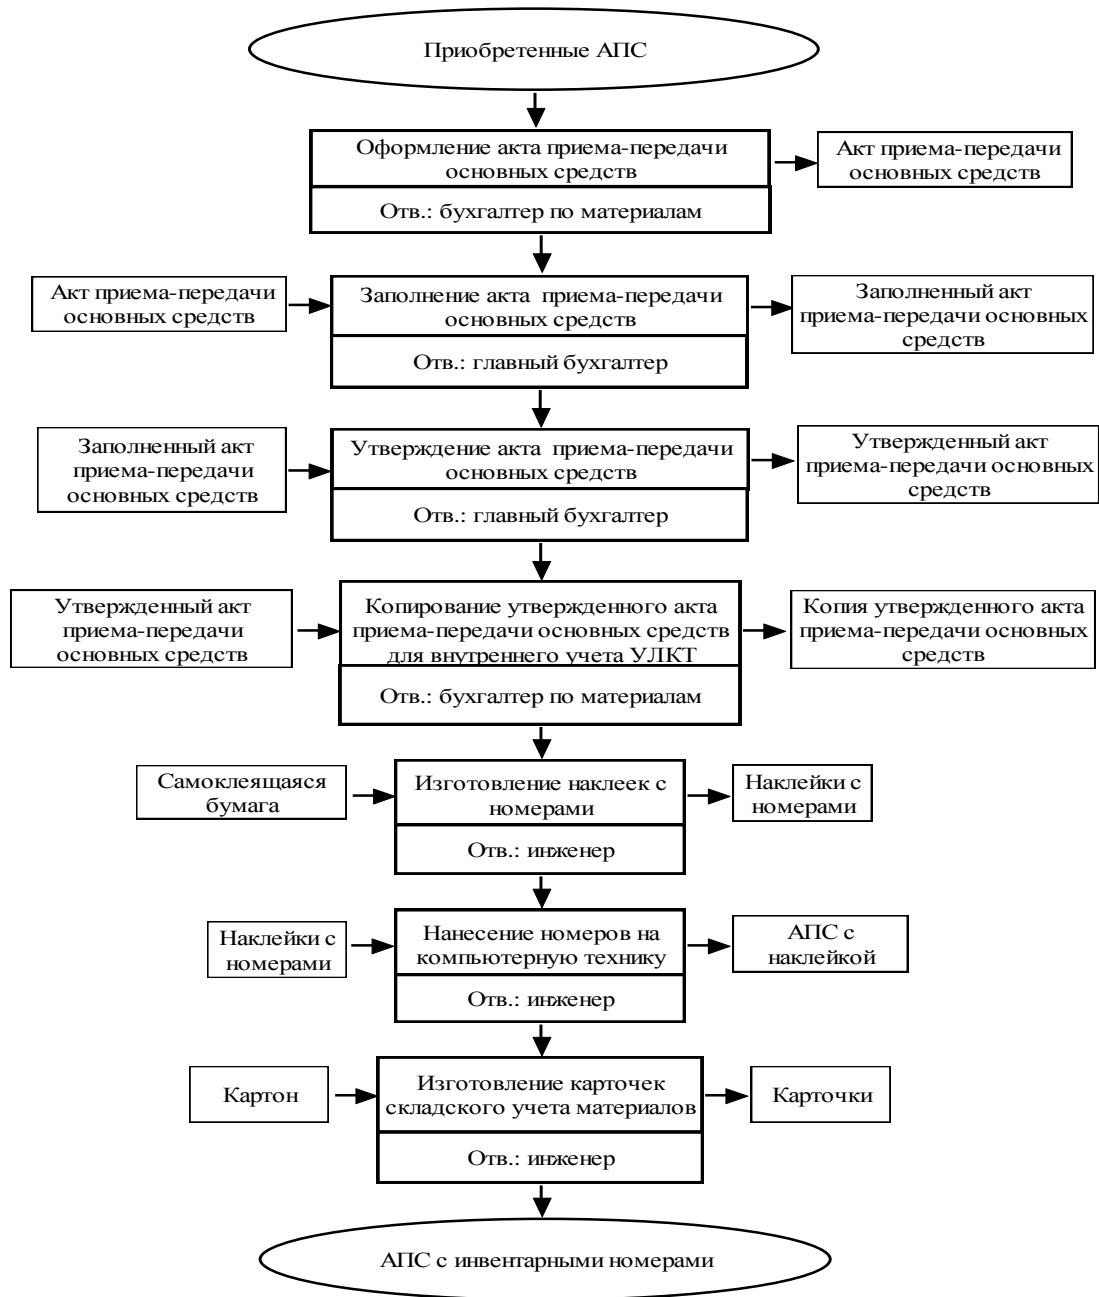 Приобретенные АПС
Оформление акта приема-передачи
основных средств
Отв.: бухгалтер по материалам
Акт приема-передачи
основных средств
Акт приема-передачи
основных средств
Заполнение акта приема-передачи
основных средств
Отв.: главный бухгалтер
Заполненный акт
приема-передачи основных
средств
Заполненный акт
приема-передачи
основных средств
Утверждение акта приема-передачи
основных средств
Отв.: главный бухгалтер
Утвержденный акт
приема-передачи основных
средств
Утвержденный акт
приема-передачи
основных средств
Копирование утвержденного акта
приема-передачи основных средств
для внутреннего учета УЛКТ
Отв.: бухгалтер по материалам
Копия утвержденного акта
приема-передачи основных
средств
Самоклеящаяся
бумага
Изготовление наклеек с
номерами
Отв.: инженер
Наклейки с
номерами
Наклейки с
номерами
Нанесение номеров на
компьютерную технику
Отв.: инженер
АПС с
наклейкой
Картон
Изготовление карточек
складского учета материалов
Отв.: инженер
Карточки
АПС с инвентарными номерами